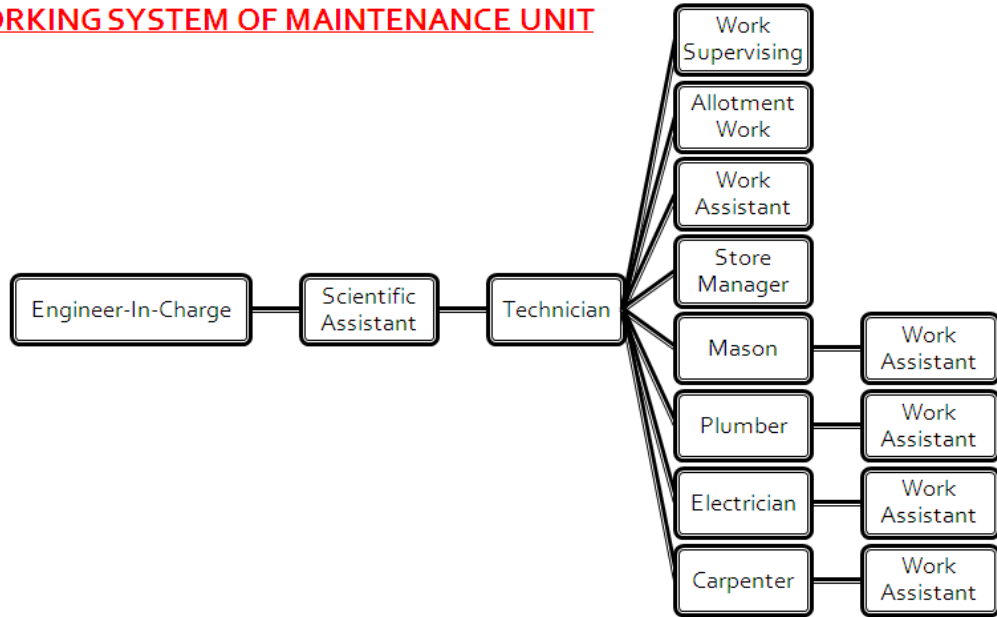 ORKING SYSTEM OF MAINTENANCE UNIT
Engineer-In-Charge
Scientific
Assistant
Technician
Work
Supervising
Allotment
Work
Work
Assistant
Store
Manager
Mason
Work
Assistant
Plumber
Work
Assistant
Electrician
Work
Assistant
Carpenter
Work
Assistant